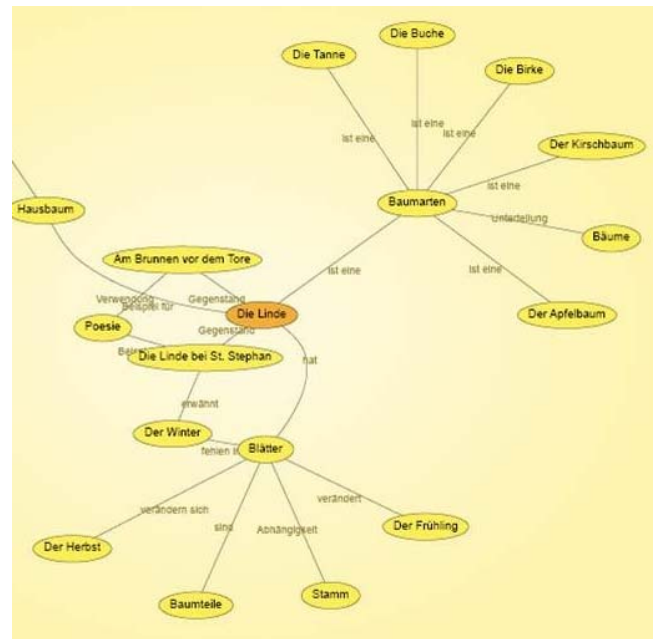 Die Buche
Die Tanne
Die Birke
Der Kirschbaum
ist eine
ist eine
ist eine
ist eine
Baumarten
Hausbaum
Unterteilung
Bäume
Am Brunnen vor dem Tore
ist eine
ist eine
Verwendung
Gegenstand
Beispiel für
Die Linde
Der Apfelbaum
Poesie
Gegenstand
Die Linde bei St. Stephan
hat
erwähnt
Der Winter
Blätter
fehlen
verändert
verändern sich
Der Frühling
sind
Abhängigkeit
Der Herbst
Stamm
Baumteile